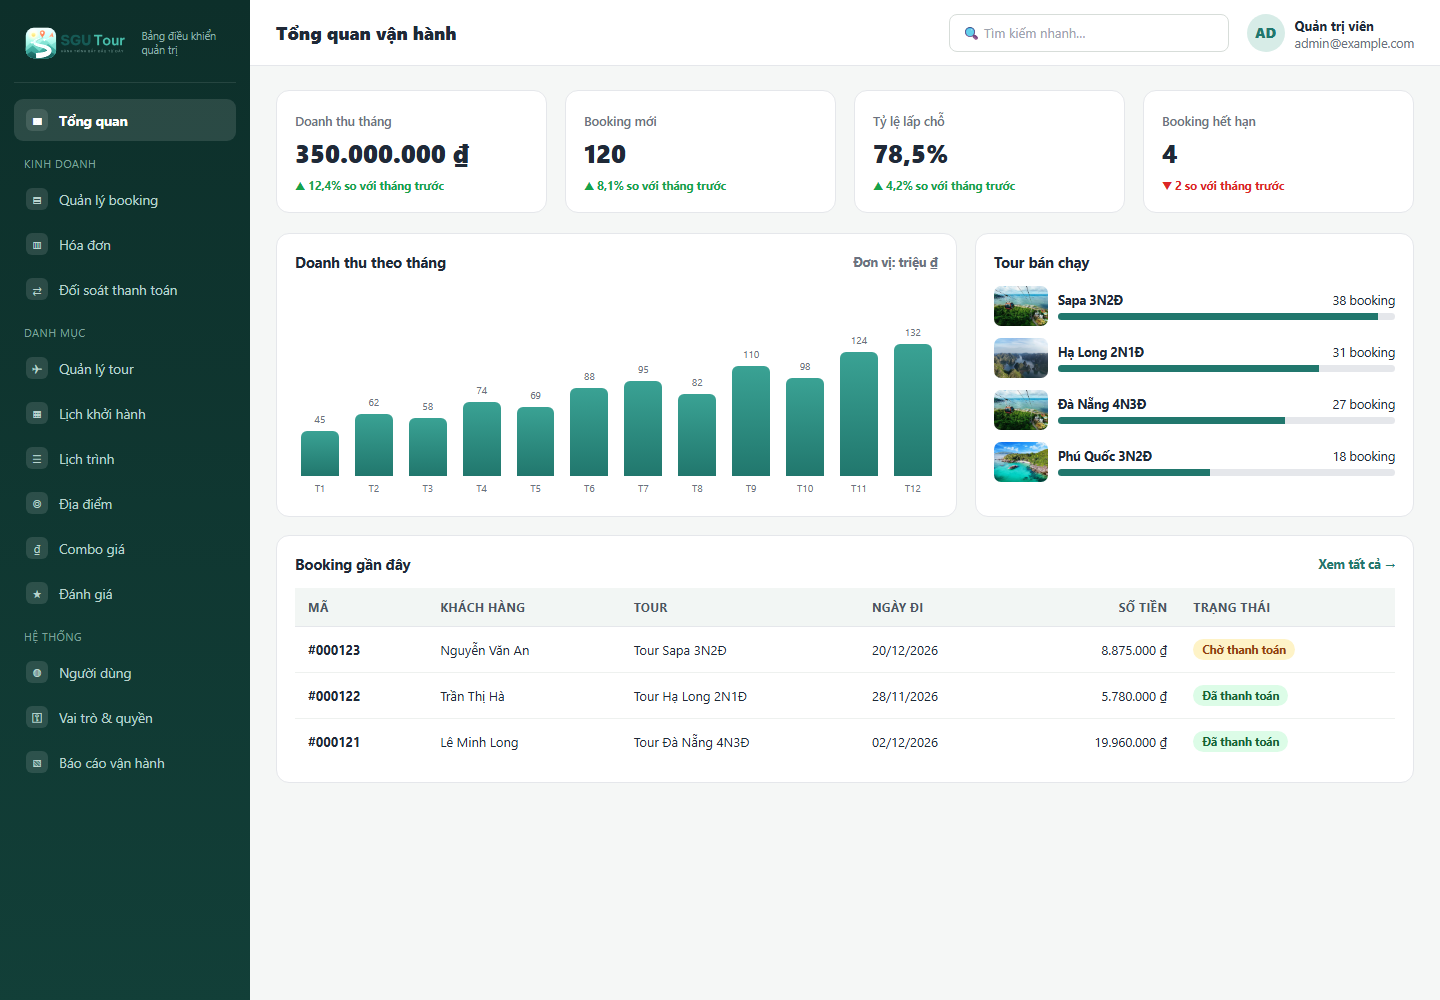 SGU Tour
Bảng điều khiển
quản trị
Tổng quan
KINH DOANH
Quản lý booking
Hóa đơn
Đối soát thanh toán
DANH MỤC
Quản lý tour
Lịch khởi hành
Lịch trình
Địa điểm
Combo giá
Đánh giá
HỆ THỐNG
Người dùng
Vai trò & quyền
Báo cáo vận hành
Tổng quan vận hành
Tìm kiếm nhanh...
AD
Quản trị viên
admin@example.com
Doanh thu tháng
350.000.000 ₫
▲ 12,4% so với tháng trước
Booking mới
120
▲ 8,1% so với tháng trước
Tỷ lệ lấp chỗ
78,5%
▲ 4,2% so với tháng trước
Booking hết hạn
4
▼ 2 so với tháng trước
Doanh thu theo tháng
Đơn vị: triệu ₫
45 62 58 74 69 88 95 82 110 98 124 132
T1 T2 T3 T4 T5 T6 T7 T8 T9 T10 T11 T12
Tour bán chạy
Sapa 3N2Đ 38 booking
Hạ Long 2N1Đ 31 booking
Đà Nẵng 4N3Đ 27 booking
Phú Quốc 3N2Đ 18 booking
Booking gần đây
Xem tất cả →
MÃ KHÁCH HÀNG TOUR NGÀY ĐI SỐ TIỀN TRẠNG THÁI
#000123 Nguyễn Văn An Tour Sapa 3N2Đ 20/12/2026 8.875.000 ₫ Chờ thanh toán
#000122 Trần Thị Hà Tour Hạ Long 2N1Đ 28/11/2026 5.780.000 ₫ Đã thanh toán
#000121 Lê Minh Long Tour Đà Nẵng 4N3Đ 02/12/2026 19.960.000 ₫ Đã thanh toán